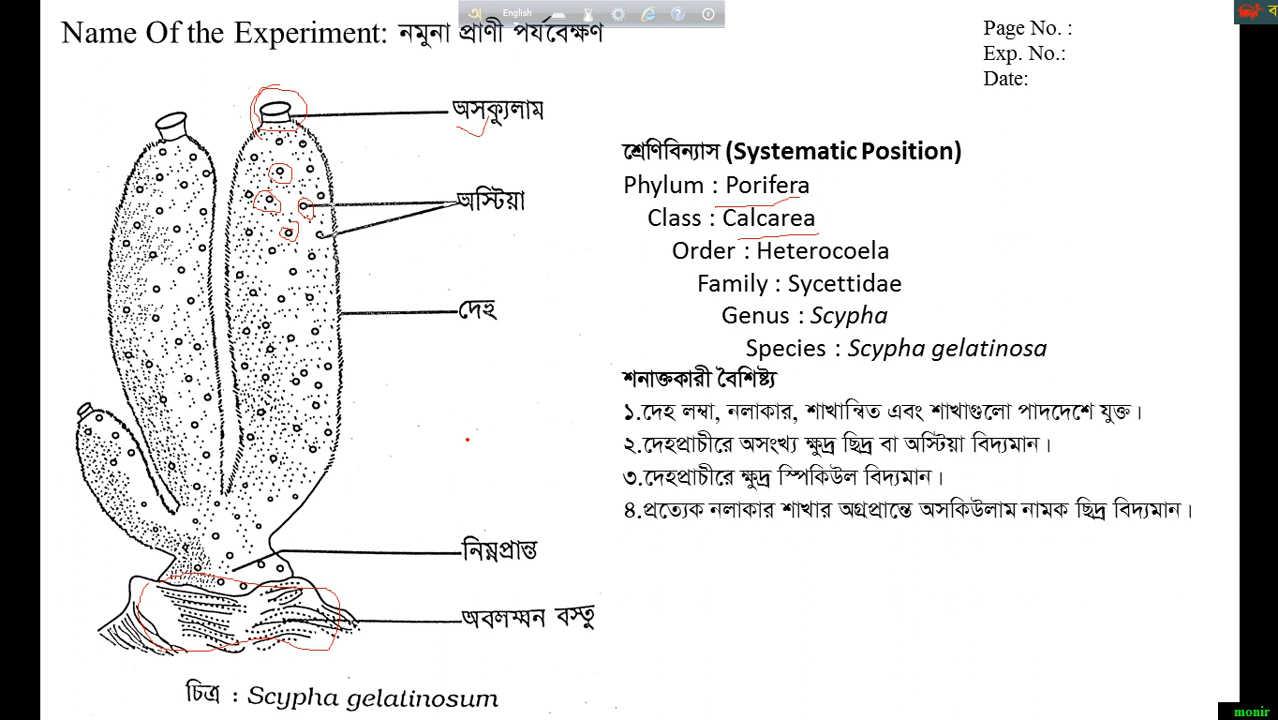 English
Name Of the Experiment: নমুনা প্রাণী পর্যবেক্ষণ
Page No. :
Exp. No.:
Date:
অসক্যুলাম
অস্টিয়া
দেহ
নিম্নপ্রান্ত
অবলম্মন বস্তু
চিত্র : Scypha gelatinosum
শ্রেণিবিন্যাস (Systematic Position)
Phylum : Porifera
Class : Calcarea
Order : Heterocoela
Family : Sycettidae
Genus : Scypha
Species : Scypha gelatinosa
শনাক্তকারী বৈশিষ্ট্য
১.দেহ লম্বা, নলাকার, শাখান্বিত এবং শাখাগুলো পাদদেশে যুক্ত।
২.দেহপ্রাচীরে অসংখ্য ক্ষুদ্র ছিদ্র বা অস্টিয়া বিদ্যমান।
৩.দেহপ্রাচীরে ক্ষুদ্র স্পিকিউল বিদ্যমান।
৪.প্রত্যেক নলাকার শাখার অগ্রপ্রান্তে অসকিউলাম নামক ছিদ্র বিদ্যমান।
monir